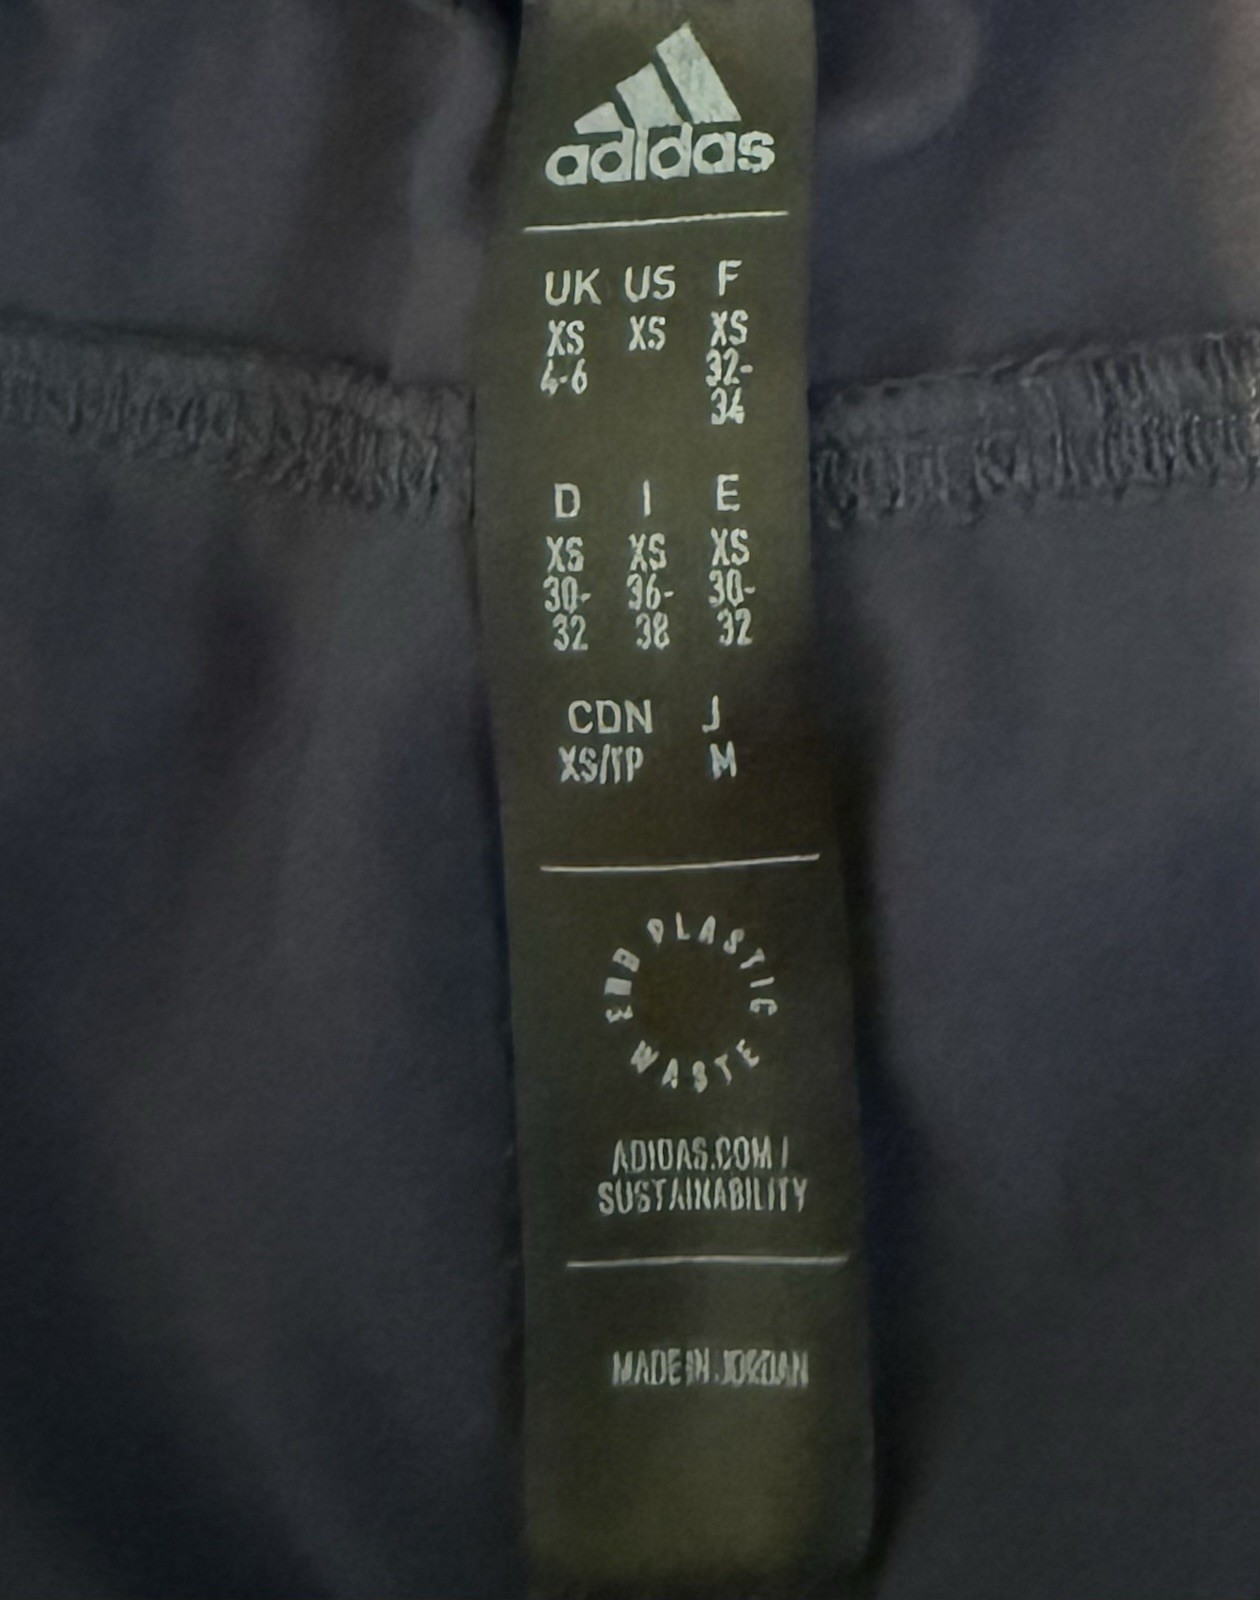 adidas
UK US F
XS XS XS
4-6 32-
34
D I E
XS XS XS
30- 36- 30-
32 38 32
CDN J
XS/TP M
END PLASTIC WASTE
ADIDAS.COM/
SUSTAINABILITY
MADE IN JORDAN